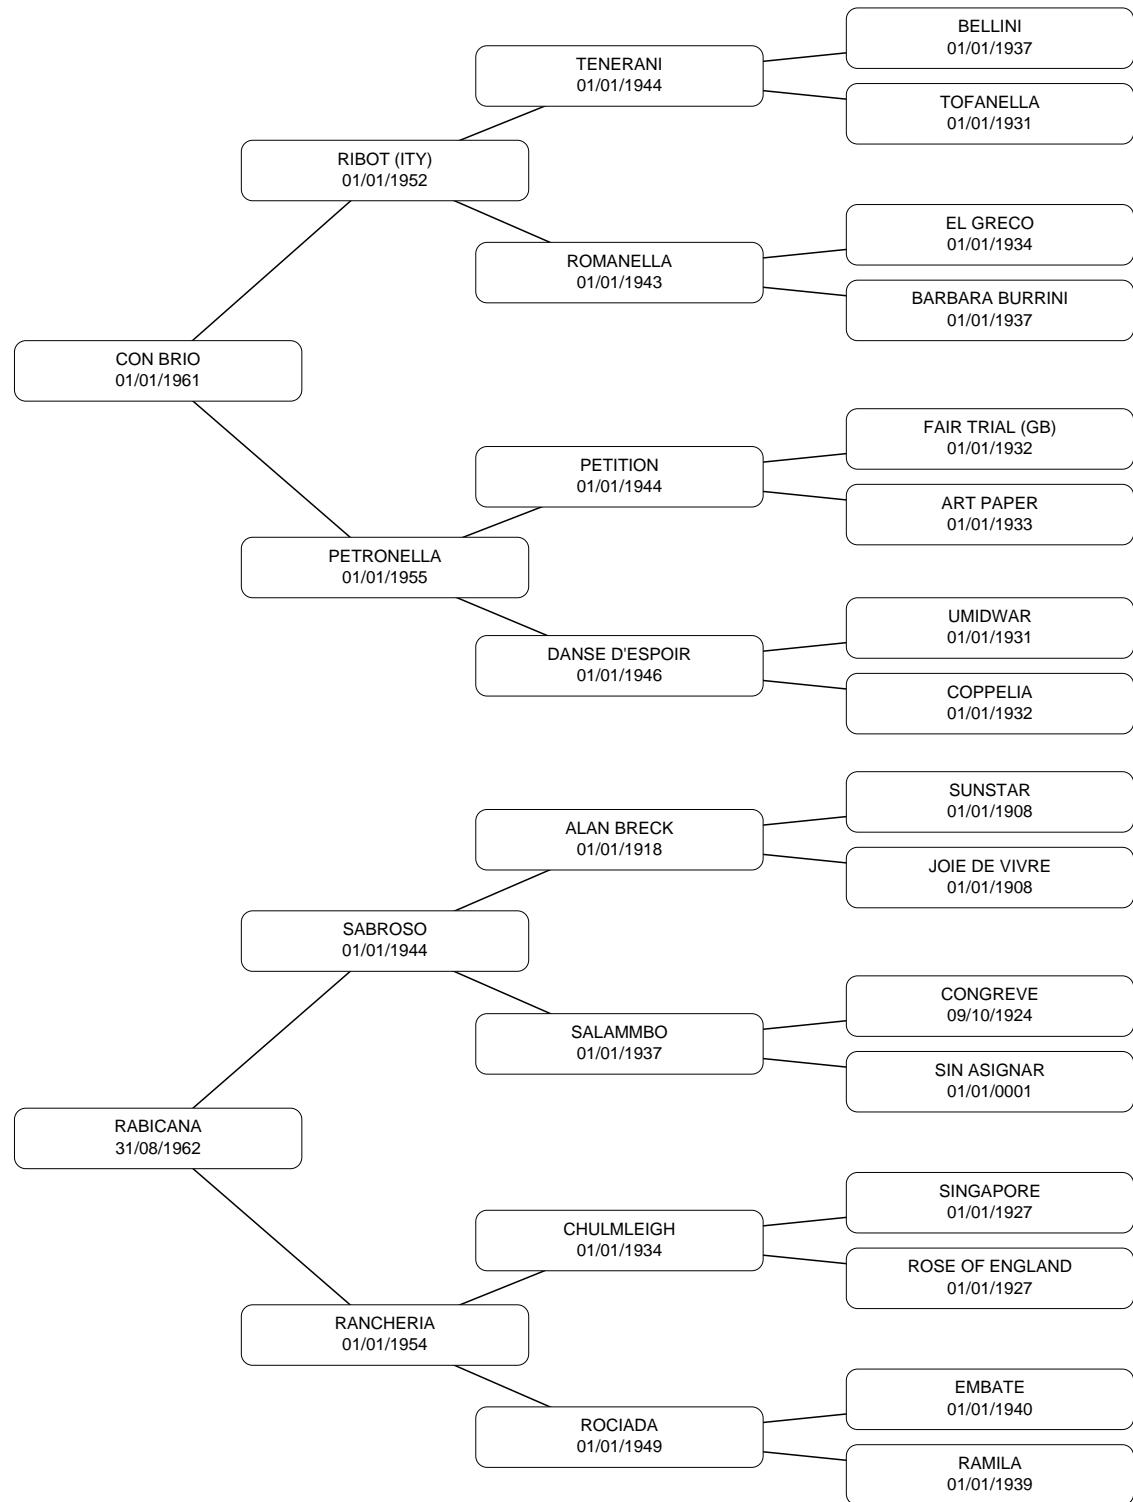 BELLINI
01/01/1937
TENERANI
01/01/1944
TOFANELLA
01/01/1931
RIBOT (ITY)
01/01/1952
EL GRECO
01/01/1934
ROMANELLA
01/01/1943
BARBARA BURRINI
01/01/1937
CON BRIO
01/01/1961
FAIR TRIAL (GB)
01/01/1932
PETITION
01/01/1944
ART PAPER
01/01/1933
PETRONELLA
01/01/1955
UMIDWAR
01/01/1931
DANSE D'ESPOIR
01/01/1946
COPPELIA
01/01/1932
SUNSTAR
01/01/1908
ALAN BRECK
01/01/1918
JOIE DE VIVRE
01/01/1908
SABROSO
01/01/1944
CONGREVE
09/10/1924
SALAMMBO
01/01/1937
SIN ASIGNAR
01/01/0001
RABICANA
31/08/1962
SINGAPORE
01/01/1927
CHULMLEIGH
01/01/1934
ROSE OF ENGLAND
01/01/1927
RANCHERIA
01/01/1954
EMBATE
01/01/1940
ROCIADA
01/01/1949
RAMILA
01/01/1939